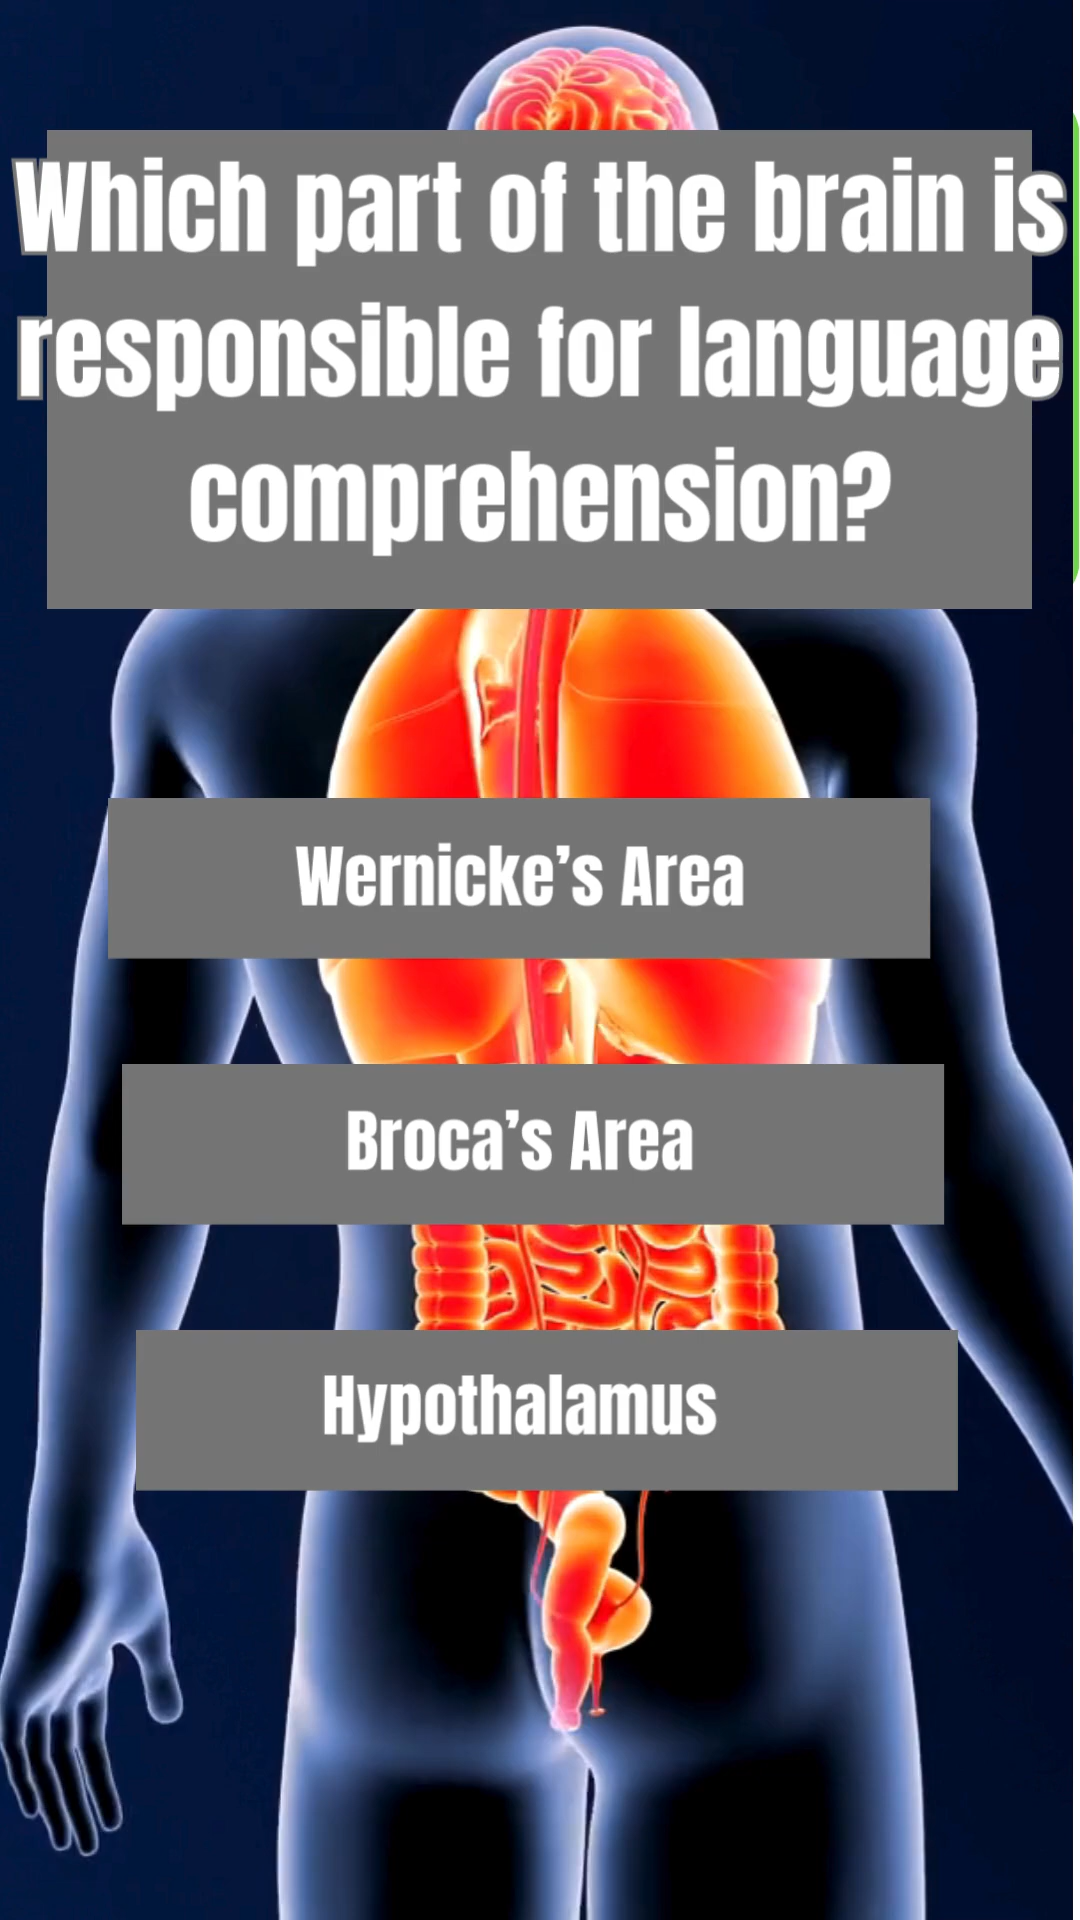 Which part of the brain is
responsible for language
comprehension?
Wernicke’s Area
Broca’s Area
Hypothalamus